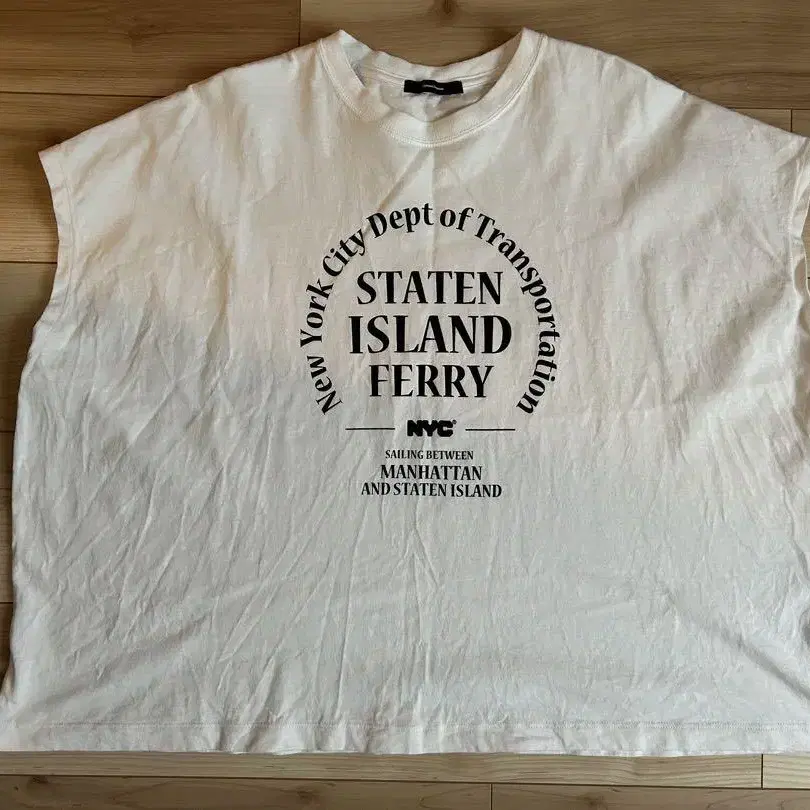 New York City Dept of Transportation
STATEN
ISLAND
FERRY
NYC®
SAILING BETWEEN
MANHATTAN
AND STATEN ISLAND